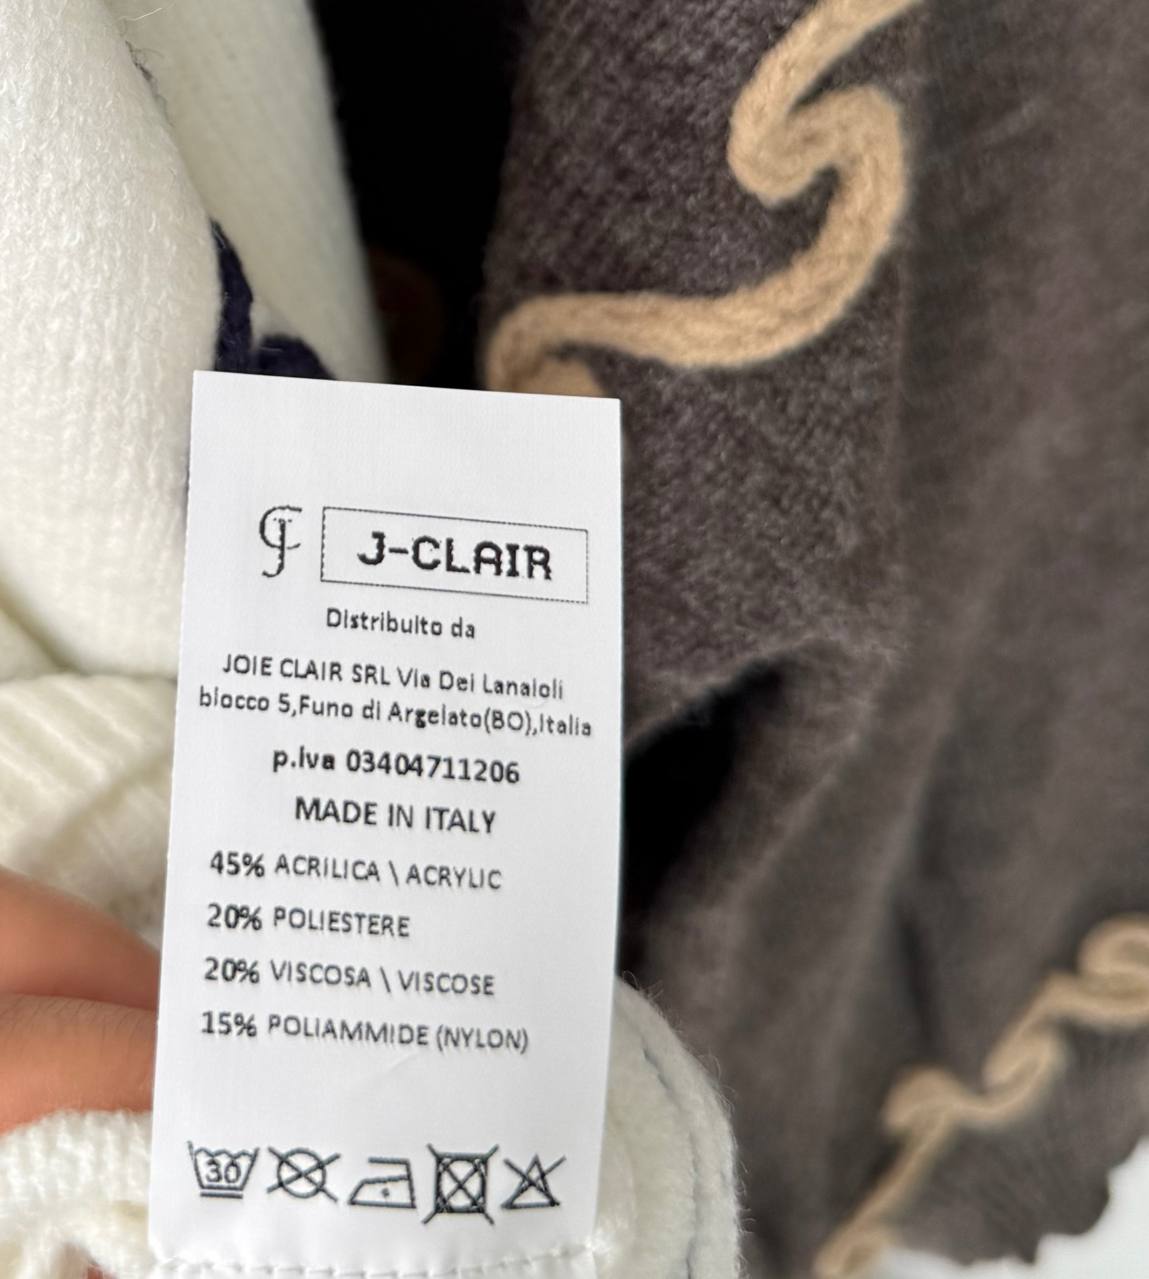 J-CLAIR
Distribuito da
JOIE CLAIR SRL Via Dei Lanaioli
blocco 5,Funo di Argelato(BO),Italia
p.Iva 03404711206
MADE IN ITALY
45% ACRILICA \ ACRYLIC
20% POLIESTERE
20% VISCOSA \ VISCOSE
15% POLIAMMIDE (NYLON)
30